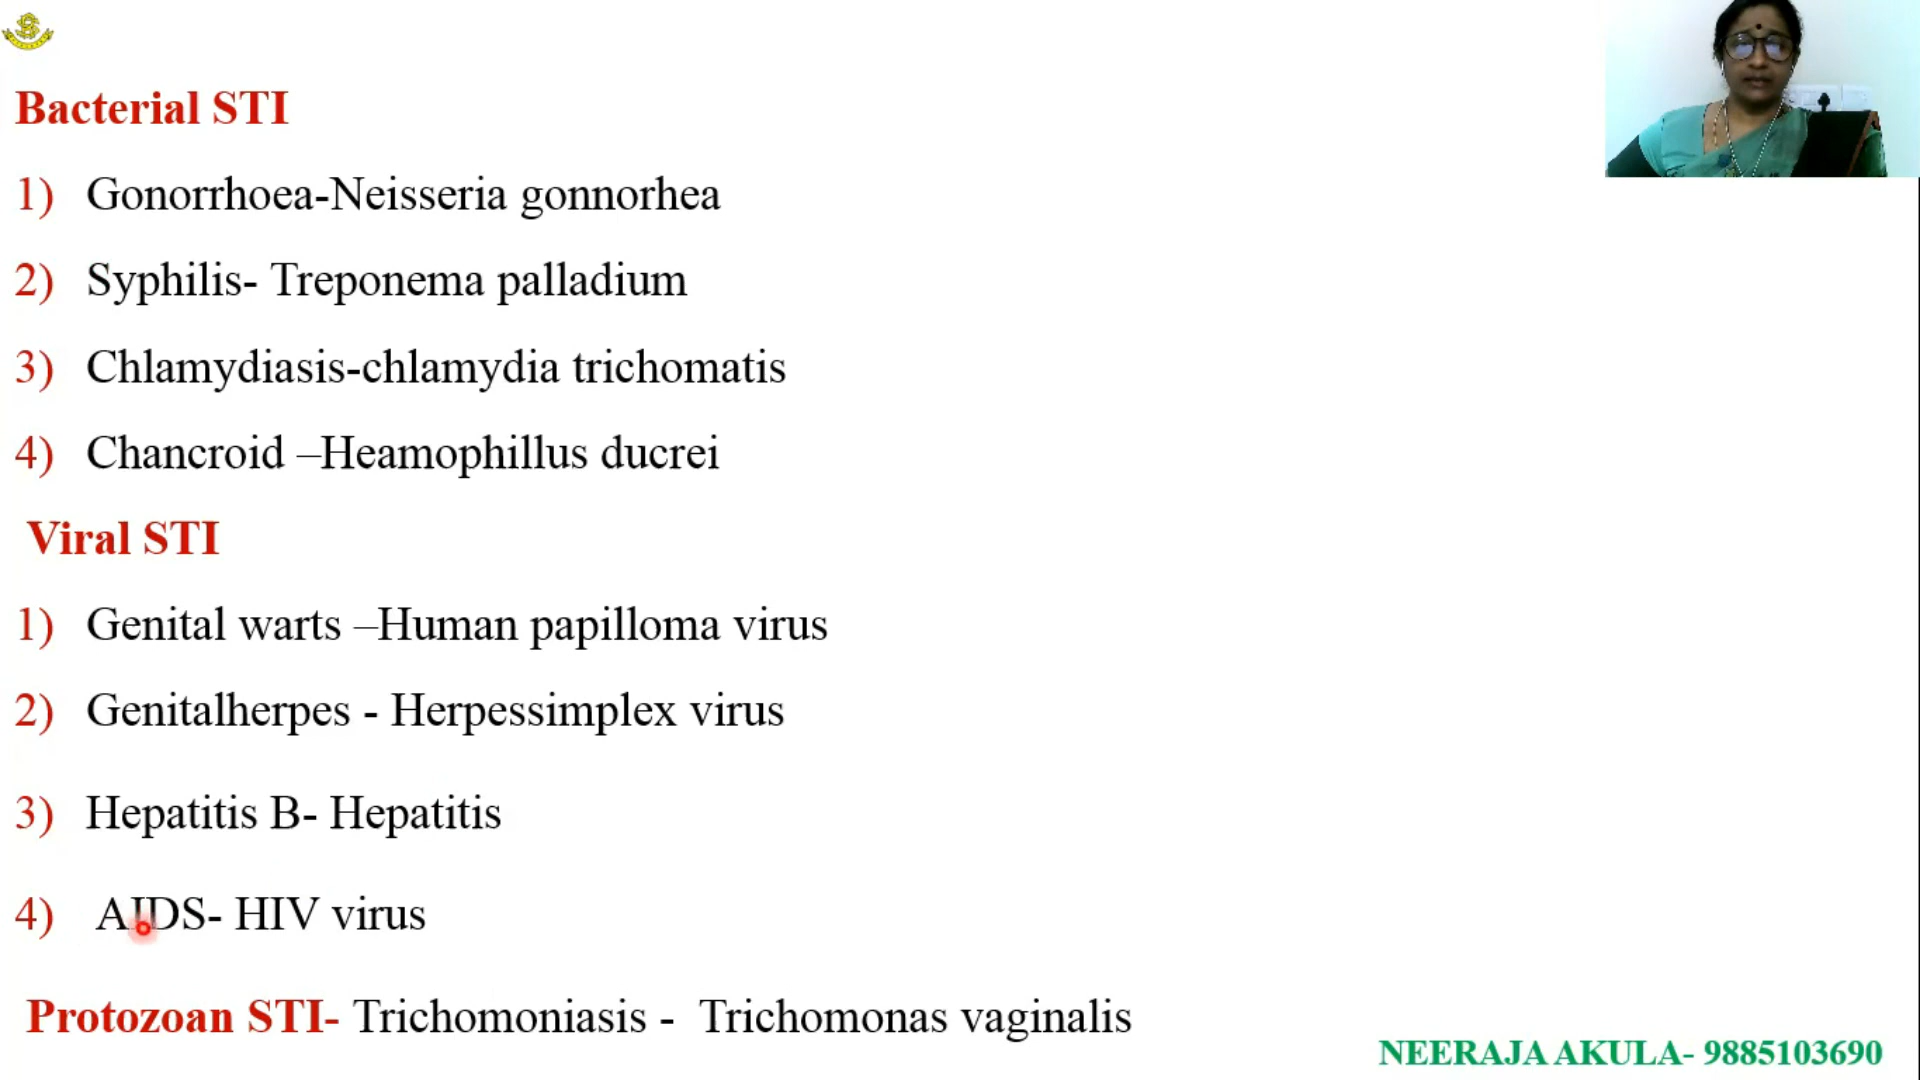 Bacterial STI
1) Gonorrhoea-Neisseria gonnorhea
2) Syphilis- Treponema palladium
3) Chlamydiasis-chlamydia trichomatis
4) Chancroid –Heamophillus ducrei
Viral STI
1) Genital warts –Human papilloma virus
2) Genitalherpes - Herpessimplex virus
3) Hepatitis B- Hepatitis
4) AIDS- HIV virus
Protozoan STI- Trichomoniasis - Trichomonas vaginalis
NEERAJA AKULA- 9885103690